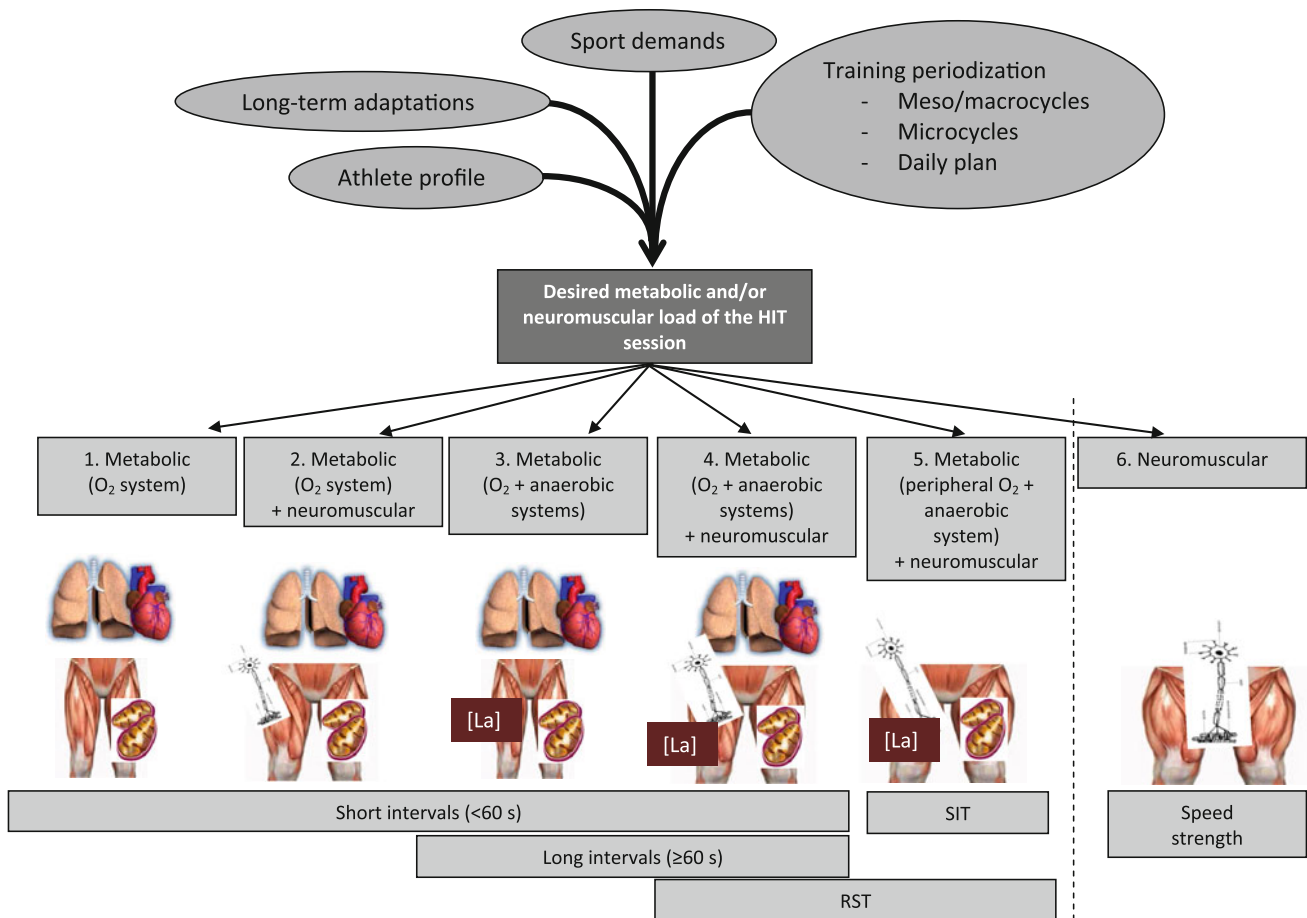 Sport demands
Long-term adaptations
Athlete profile
Training periodization
- Meso/macrocycles
- Microcycles
- Daily plan
Desired metabolic and/or
neuromuscular load of the HIT
session
1. Metabolic
(O₂ system)
2. Metabolic
(O₂ system)
+ neuromuscular
3. Metabolic
(O₂ + anaerobic
systems)
4. Metabolic
(O₂ + anaerobic
systems)
+ neuromuscular
5. Metabolic
(peripheral O₂ +
anaerobic
system)
+ neuromuscular
6. Neuromuscular
[La]
[La]
[La]
Short intervals (<60 s)
SIT
Speed
strength
Long intervals (≥60 s)
RST